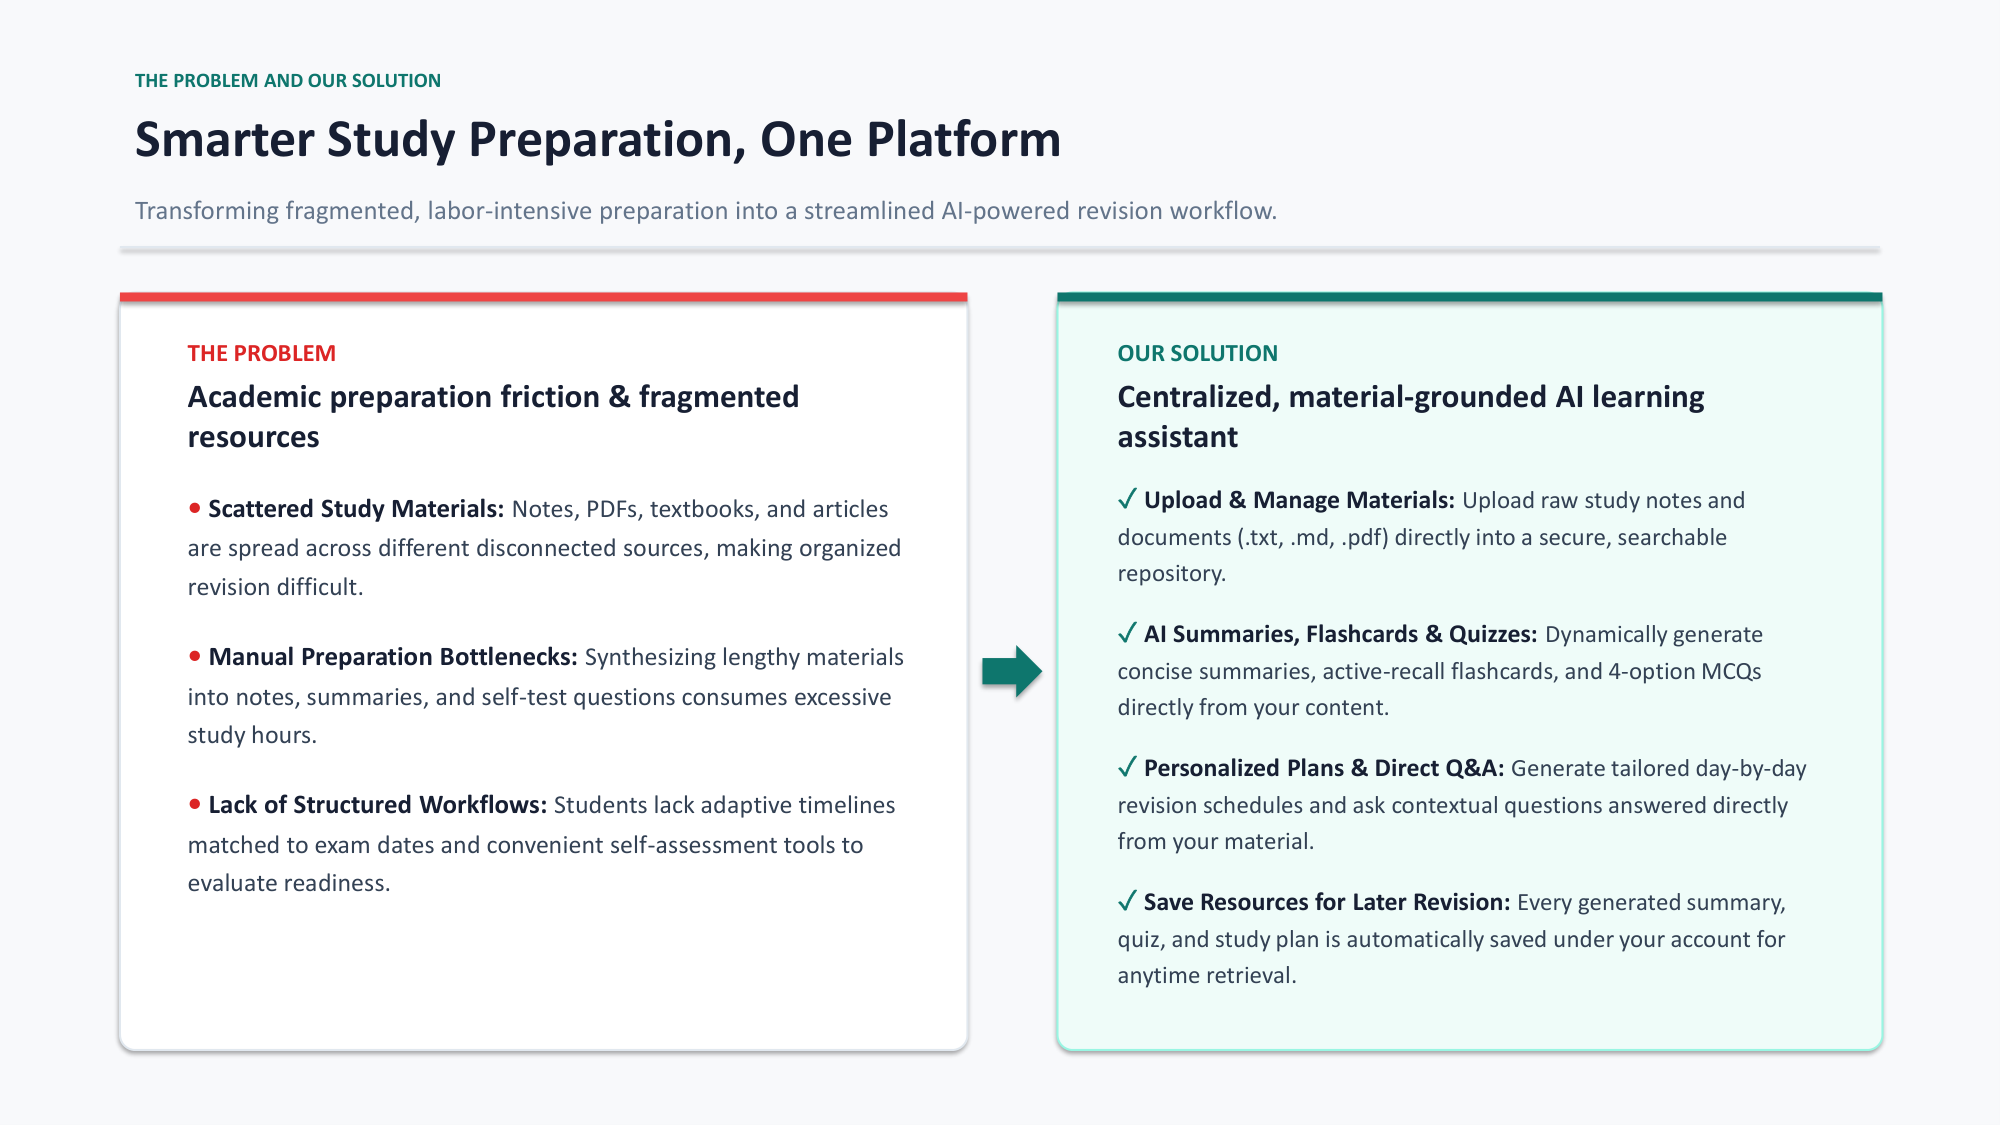 THE PROBLEM AND OUR SOLUTION
Smarter Study Preparation, One Platform
Transforming fragmented, labor-intensive preparation into a streamlined AI-powered revision workflow.
THE PROBLEM
Academic preparation friction & fragmented
resources
• Scattered Study Materials: Notes, PDFs, textbooks, and articles
are spread across different disconnected sources, making organized
revision difficult.
• Manual Preparation Bottlenecks: Synthesizing lengthy materials
into notes, summaries, and self-test questions consumes excessive
study hours.
• Lack of Structured Workflows: Students lack adaptive timelines
matched to exam dates and convenient self-assessment tools to
evaluate readiness.
OUR SOLUTION
Centralized, material-grounded AI learning
assistant
✓ Upload & Manage Materials: Upload raw study notes and
documents (.txt, .md, .pdf) directly into a secure, searchable
repository.
✓ AI Summaries, Flashcards & Quizzes: Dynamically generate
concise summaries, active-recall flashcards, and 4-option MCQs
directly from your content.
✓ Personalized Plans & Direct Q&A: Generate tailored day-by-day
revision schedules and ask contextual questions answered directly
from your material.
✓ Save Resources for Later Revision: Every generated summary,
quiz, and study plan is automatically saved under your account for
anytime retrieval.